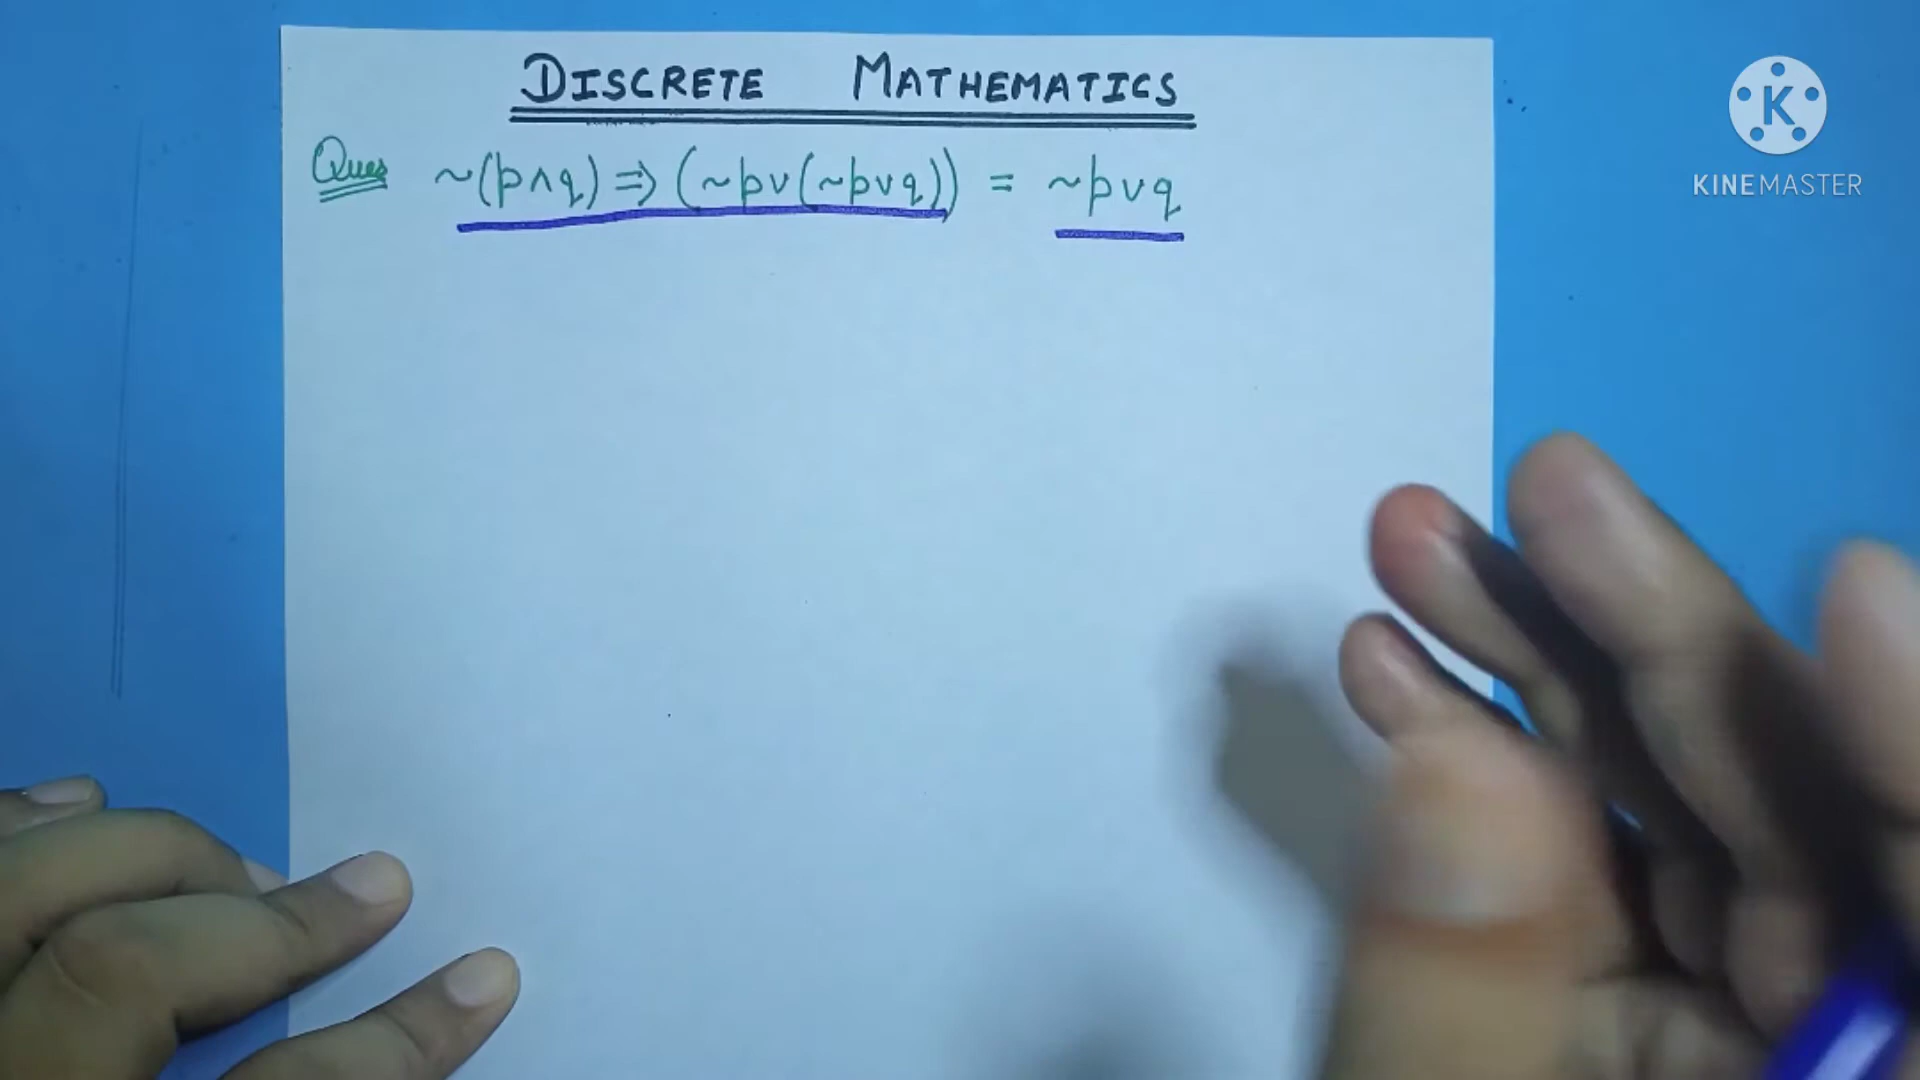 DISCRETE MATHEMATICS
Ques ~(p∧q) ⇒ (~p∨(~p∨q)) = ~p∨q
K
KINEMASTER